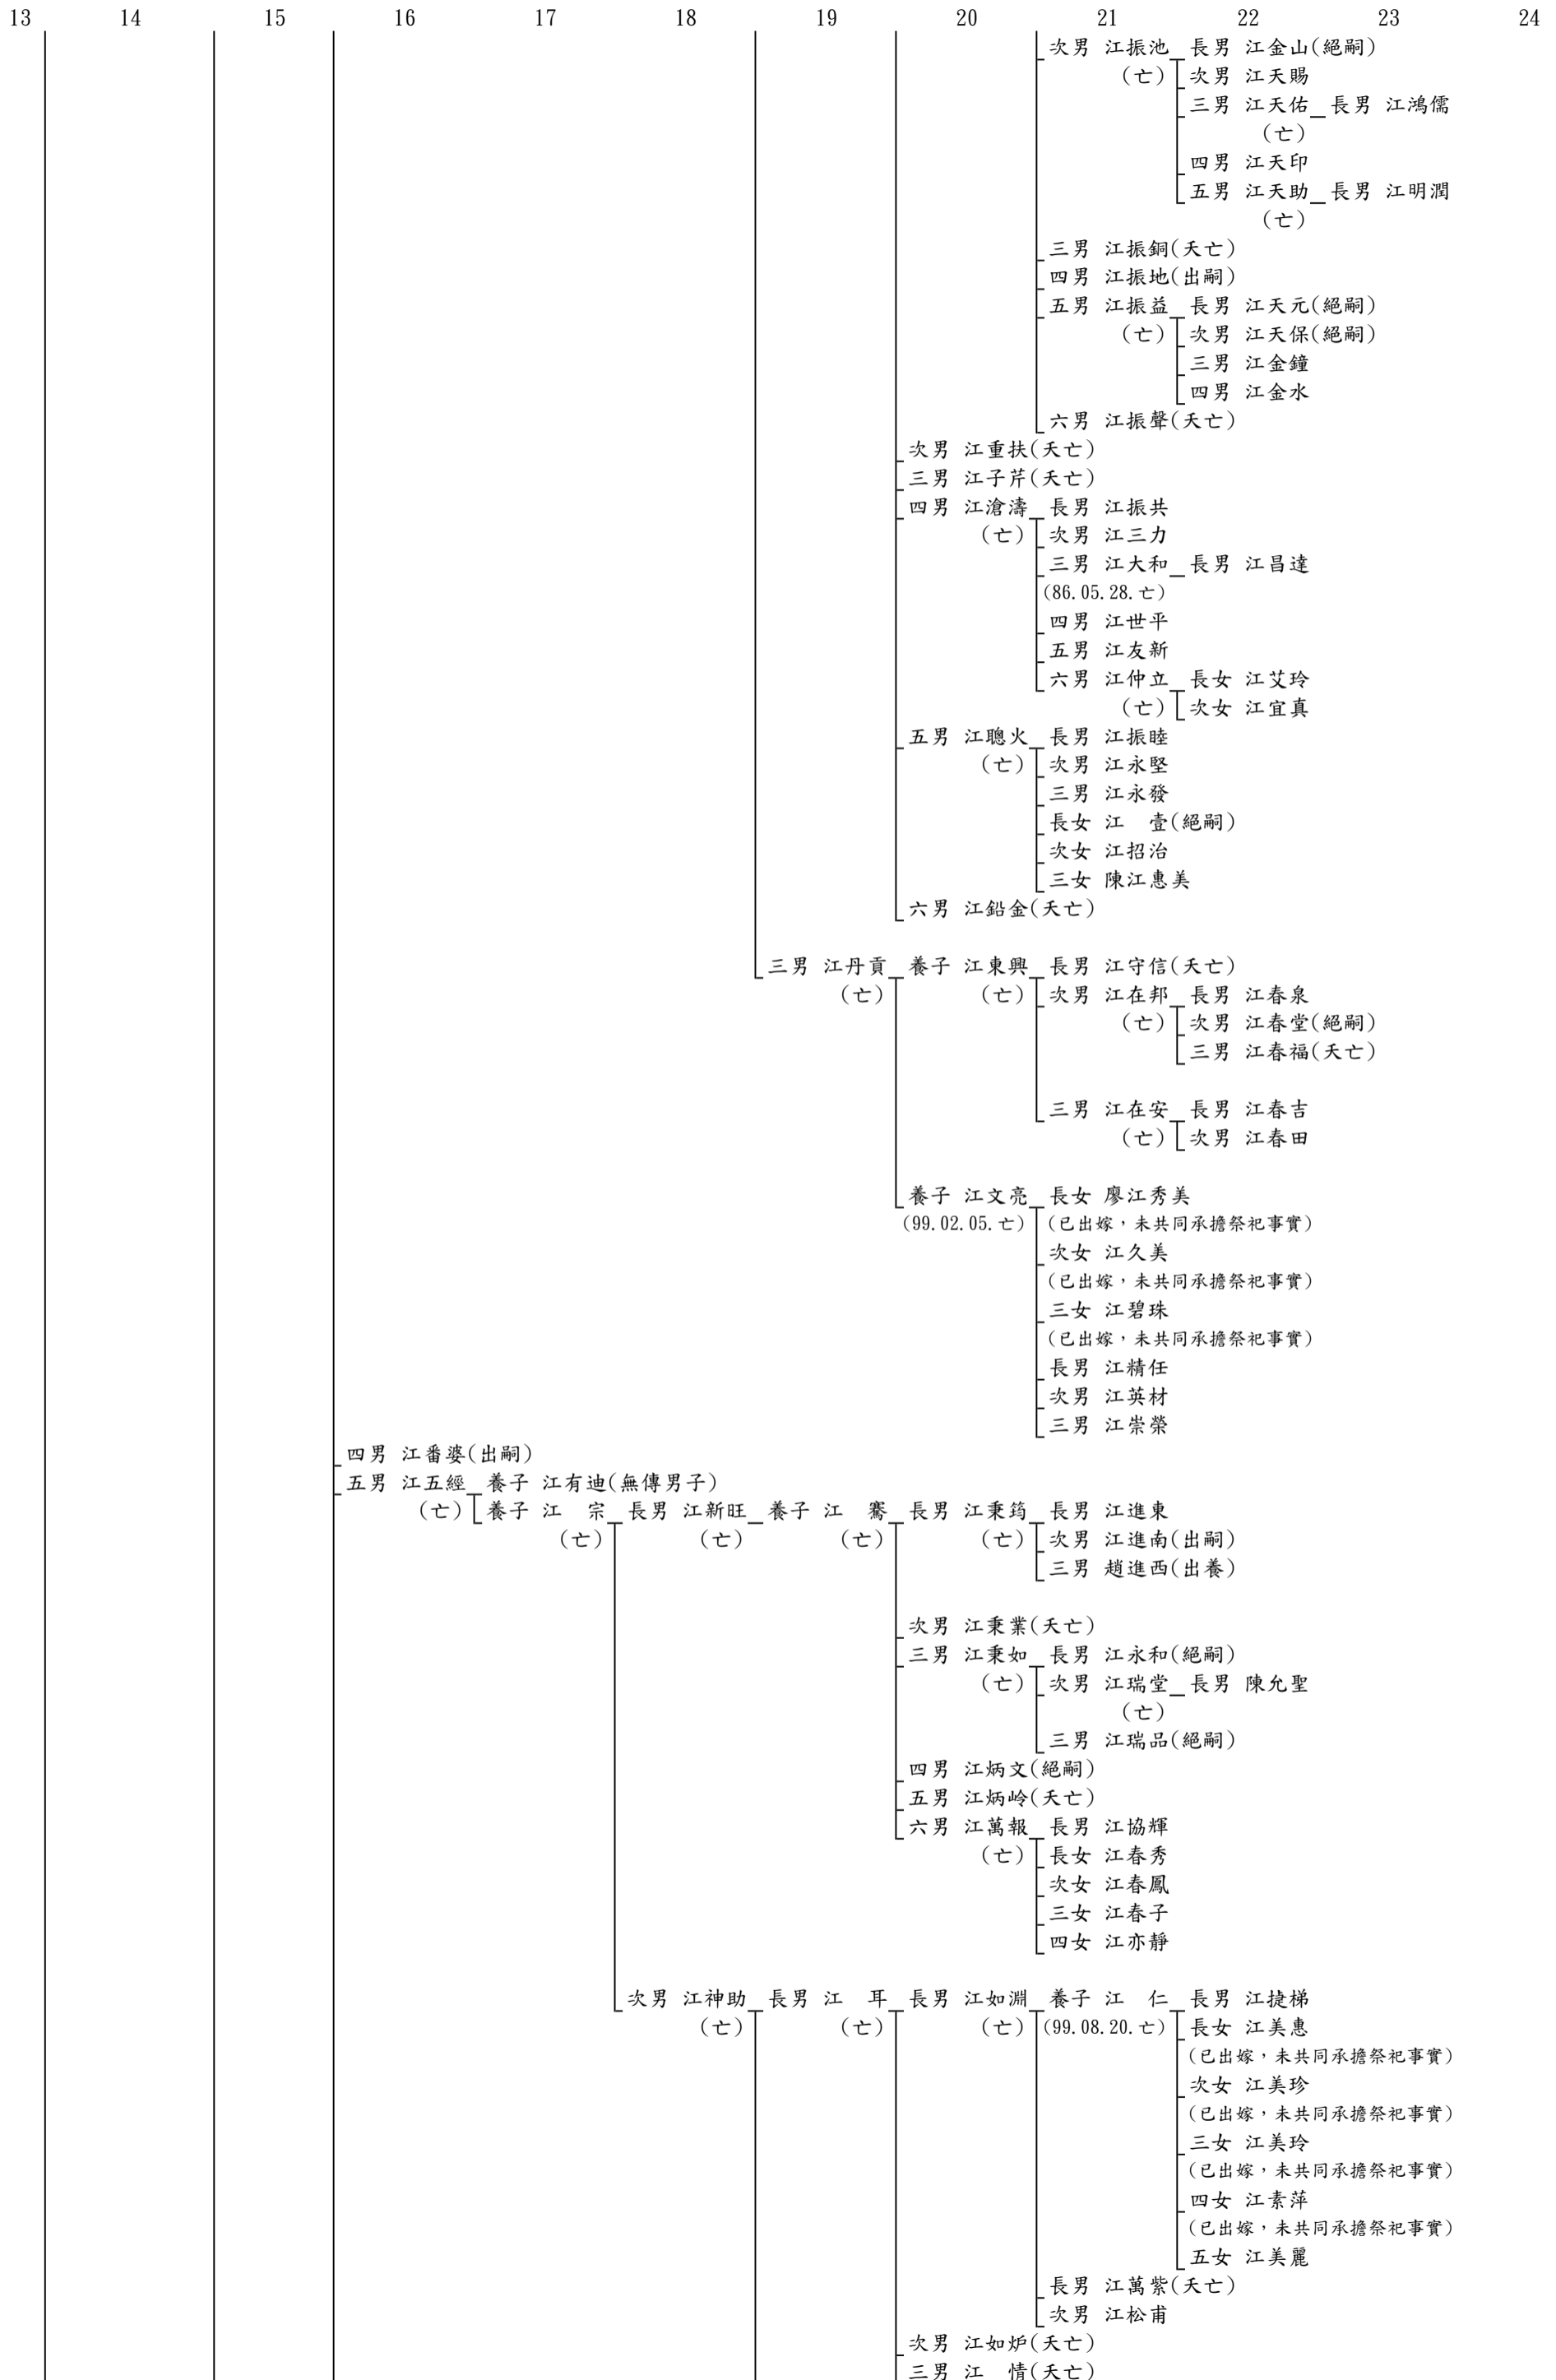 13 14 15 16 17 18 19 20 21 22 23 24
次男 江振池 長男 江金山(絕嗣)
(亡) 次男 江天賜
三男 江天佑 長男 江鴻儒
(亡)
四男 江天印
五男 江天助 長男 江明潤
(亡)
三男 江振銅(夭亡)
四男 江振地(出嗣)
五男 江振益 長男 江天元(絕嗣)
(亡) 次男 江天保(絕嗣)
三男 江金鐘
四男 江金水
六男 江振聲(夭亡)
次男 江重扶(夭亡)
三男 江子芹(夭亡)
四男 江滄濤 長男 江振共
(亡) 次男 江三力
三男 江大和 長男 江昌達
(86.05.28.亡)
四男 江世平
五男 江友新
六男 江仲立 長女 江艾玲
(亡) 次女 江宜真
五男 江聰火 長男 江振睦
(亡) 次男 江永堅
三男 江永發
長女 江　壹(絕嗣)
次女 江招治
三女 陳江惠美
六男 江鉛金(夭亡)
三男 江丹貢 養子 江東興 長男 江守信(夭亡)
(亡) (亡) 次男 江在邦 長男 江春泉
(亡) 次男 江春堂(絕嗣)
三男 江春福(夭亡)
三男 江在安 長男 江春吉
(亡) 次男 江春田
養子 江文亮 長女 廖江秀美
(99.02.05.亡) (已出嫁，未共同承擔祭祀事實)
次女 江久美
(已出嫁，未共同承擔祭祀事實)
三女 江碧珠
(已出嫁，未共同承擔祭祀事實)
長男 江精任
次男 江英材
三男 江崇榮
四男 江番婆(出嗣)
五男 江五經 養子 江有迪(無傳男子)
(亡) 養子 江　宗 長男 江新旺 養子 江　騫 長男 江秉筠 長男 江進東
(亡) (亡) (亡) (亡) 次男 江進南(出嗣)
三男 趙進西(出養)
次男 江秉業(夭亡)
三男 江秉如 長男 江永和(絕嗣)
(亡) 次男 江瑞堂 長男 陳允聖
(亡)
三男 江瑞品(絕嗣)
四男 江炳文(絕嗣)
五男 江炳岭(夭亡)
六男 江萬報 長男 江協輝
(亡) 長女 江春秀
次女 江春鳳
三女 江春子
四女 江亦靜
次男 江神助 長男 江　耳 長男 江如淵 養子 江　仁 長男 江捷梯
(亡) (亡) (亡) (99.08.20.亡) 長女 江美惠
(已出嫁，未共同承擔祭祀事實)
次女 江美珍
(已出嫁，未共同承擔祭祀事實)
三女 江美玲
(已出嫁，未共同承擔祭祀事實)
四女 江素萍
(已出嫁，未共同承擔祭祀事實)
五女 江美麗
長男 江萬紫(夭亡)
次男 江松甫
次男 江如炉(夭亡)
三男 江　情(夭亡)